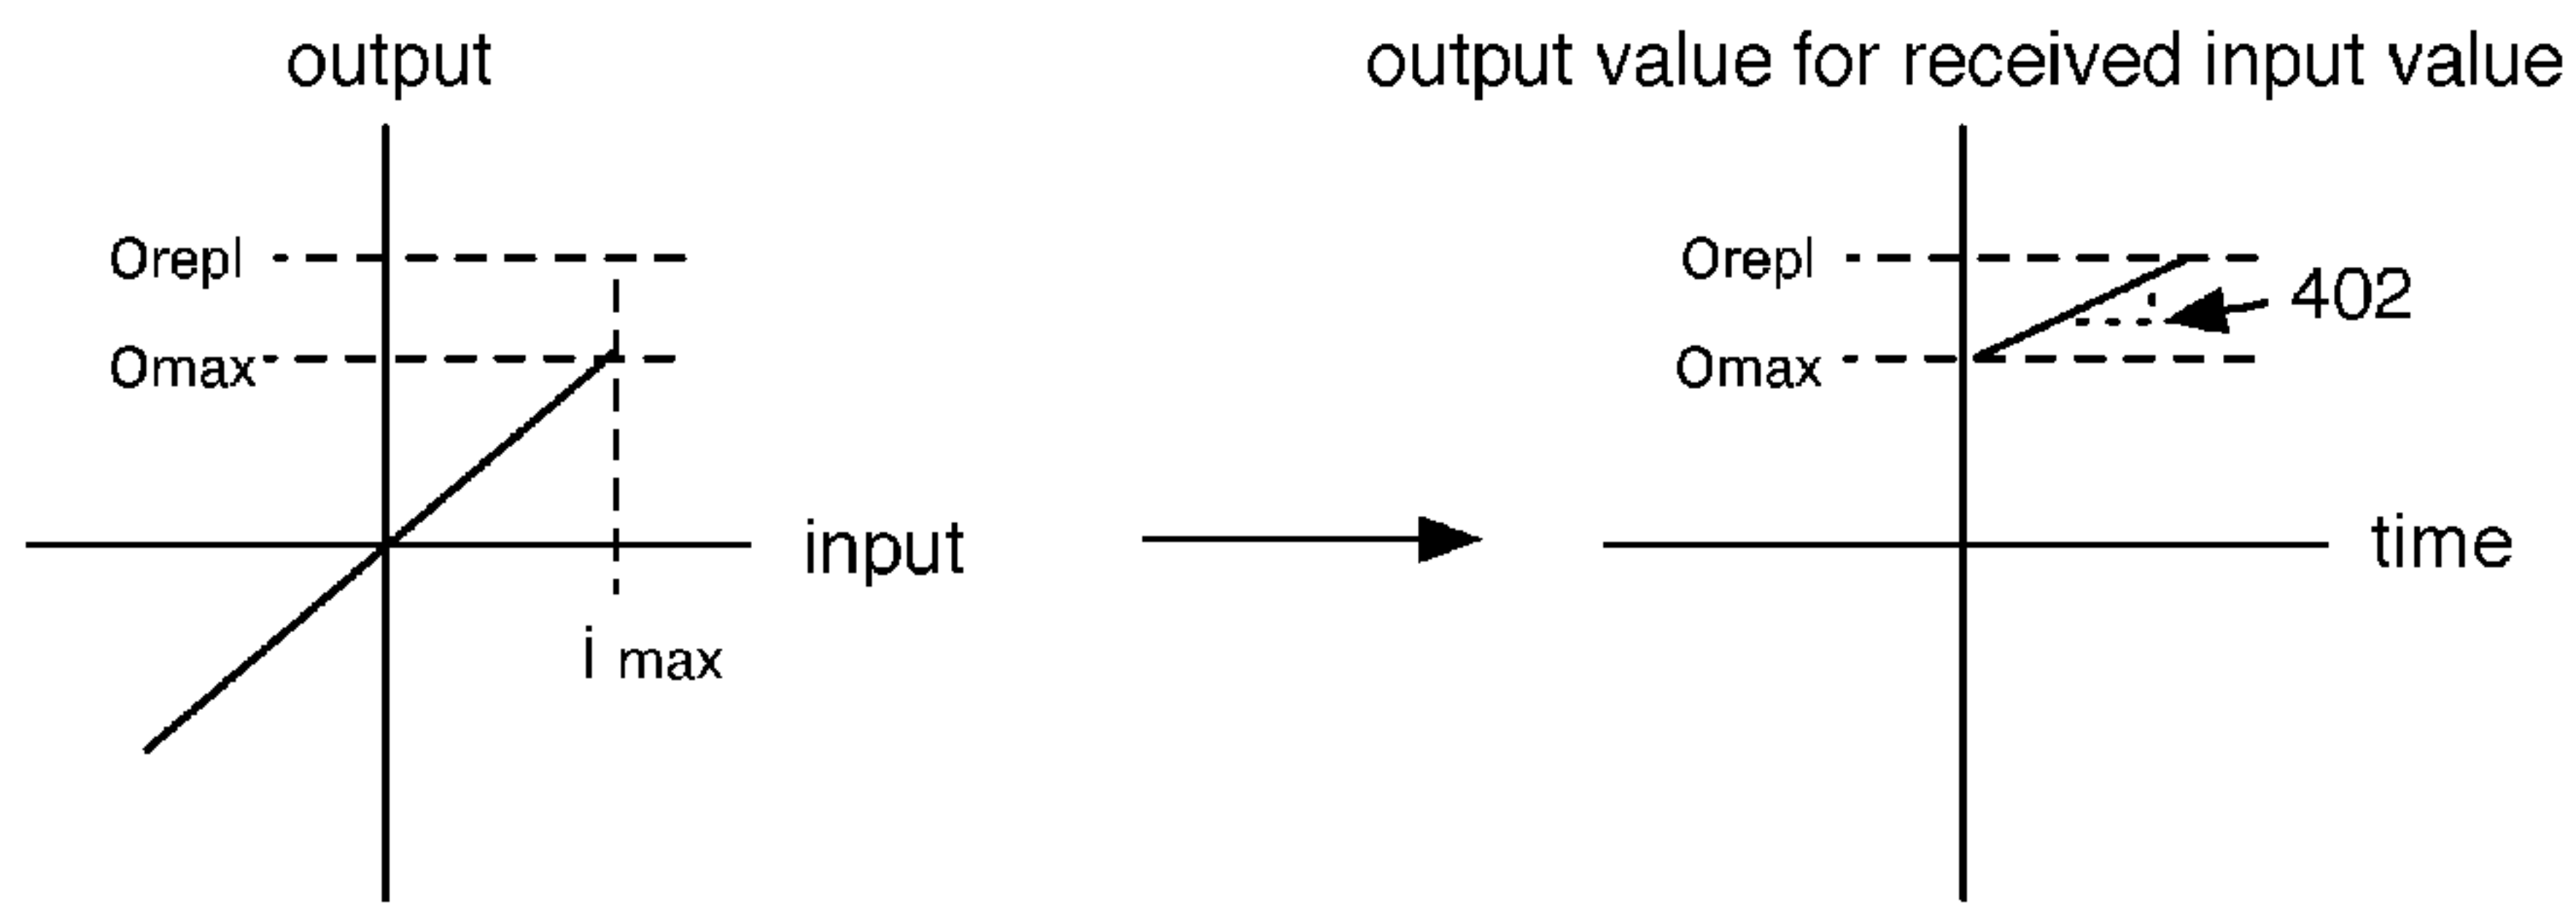 output
Orepl
Omax
input
i max
output value for received input value
Orepl
402
Omax
time